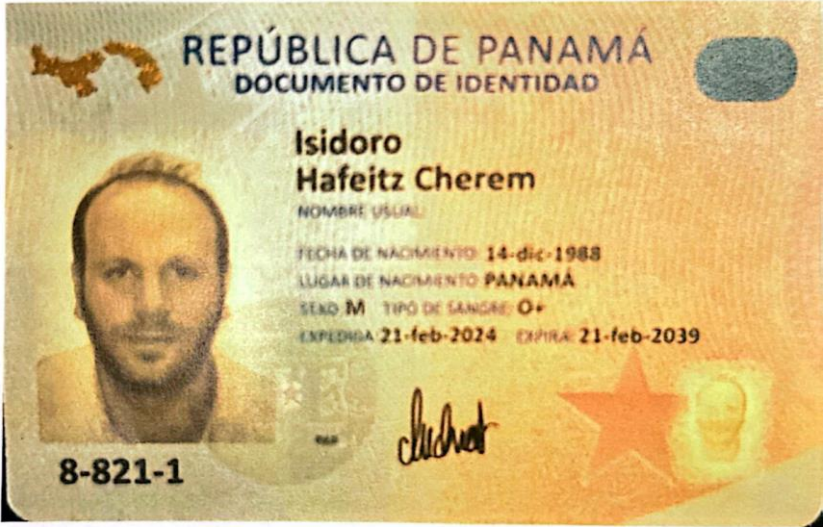 REPÚBLICA DE PANAMÁ
DOCUMENTO DE IDENTIDAD
Isidoro
Hafeitz Cherem
NOMBRE USUAL:
FECHA DE NACIMIENTO: 14-dic-1988
LUGAR DE NACIMIENTO: PANAMÁ
SEXO: M TIPO DE SANGRE: O+
EXPEDIDA: 21-feb-2024 EXPIRA: 21-feb-2039
8-821-1